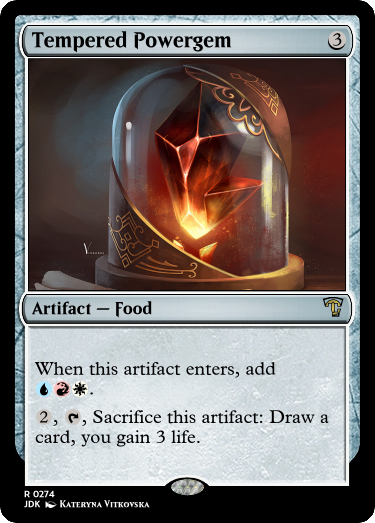 Tempered Powergem 3
Artifact — Food
When this artifact enters, add
.
2, , Sacrifice this artifact: Draw a
card, you gain 3 life.
R 0274
JDK Kateryna Vitkovska